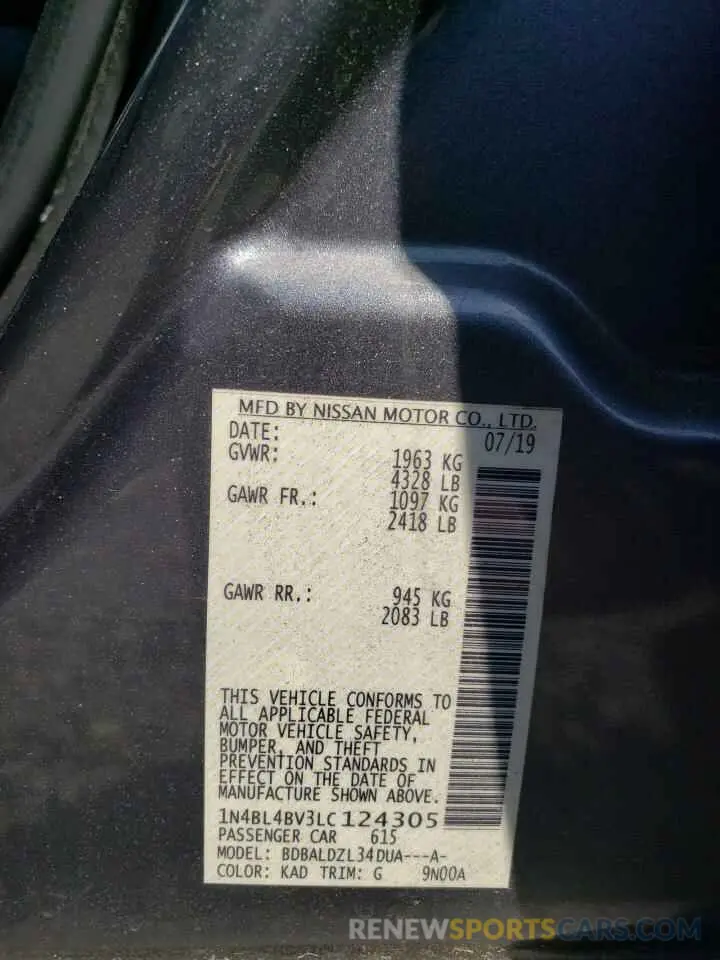 MFD BY NISSAN MOTOR CO., LTD.
DATE: 07/19
GVWR: 1963 KG
4328 LB
GAWR FR.: 1097 KG
2418 LB
GAWR RR.: 945 KG
2083 LB
THIS VEHICLE CONFORMS TO
ALL APPLICABLE FEDERAL
MOTOR VEHICLE SAFETY,
BUMPER, AND THEFT
PREVENTION STANDARDS IN
EFFECT ON THE DATE OF
MANUFACTURE SHOWN ABOVE.
1N4BL4BV3LC124305
PASSENGER CAR 615
MODEL: BDBALDZL34DUA---A-
COLOR: KAD TRIM: G 9N00A
RENEWSPORTSCARS.COM